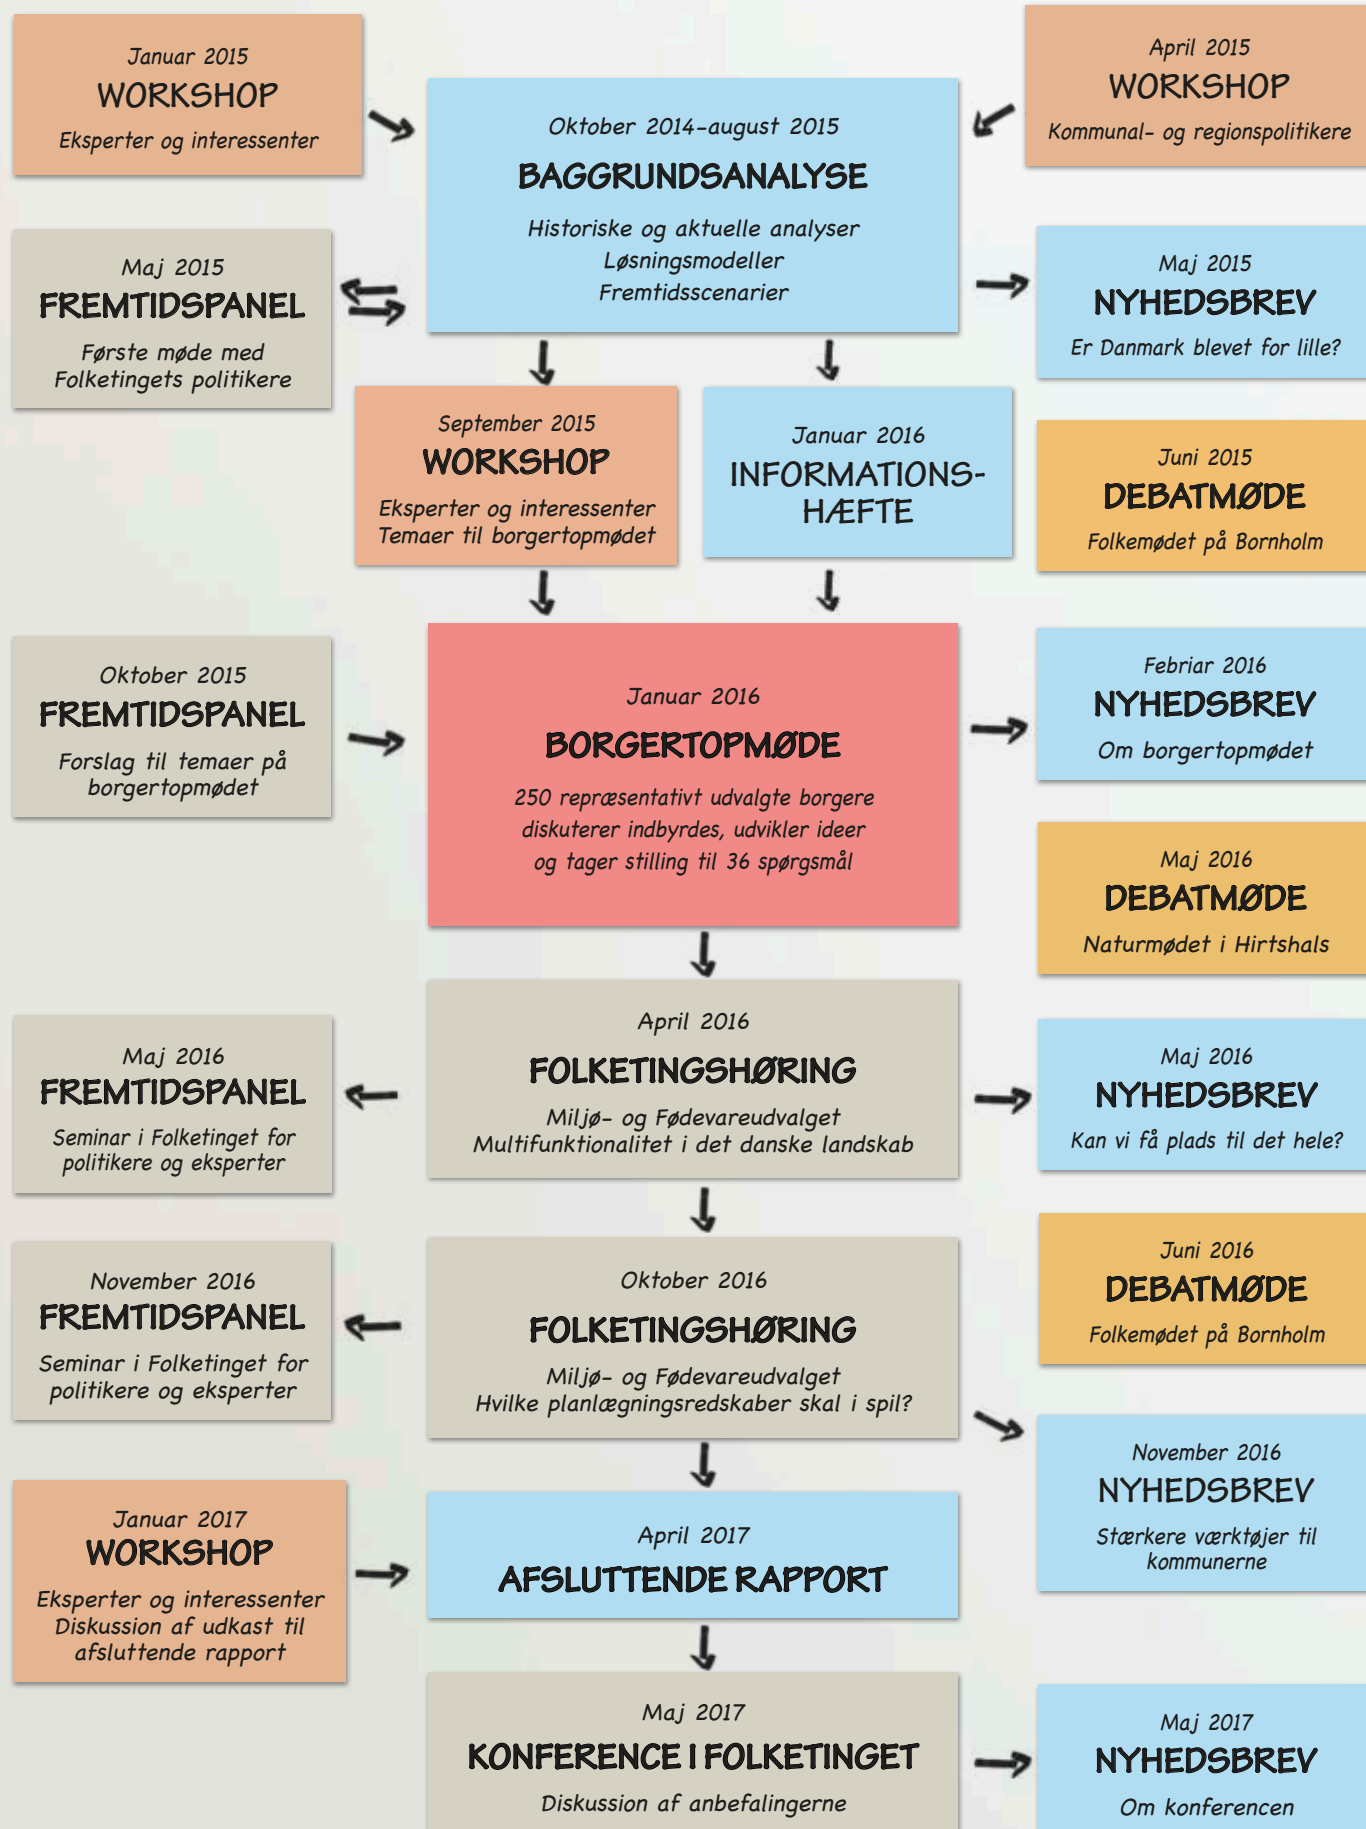 Januar 2015
WORKSHOP
Eksperter og interessenter
Oktober 2014-august 2015
BAGGRUNDSANALYSE
Historiske og aktuelle analyser
Løsningsmodeller
Fremtidsscenarier
April 2015
WORKSHOP
Kommunal- og regionspolitikere
Maj 2015
FREMTIDSPANEL
Første møde med
Folketingets politikere
Maj 2015
NYHEDSBREV
Er Danmark blevet for lille?
September 2015
WORKSHOP
Eksperter og interessenter
Temaer til borgertopmødet
Januar 2016
INFORMATIONS-
HÆFTE
Juni 2015
DEBATMØDE
Folkemødet på Bornholm
Oktober 2015
FREMTIDSPANEL
Forslag til temaer på
borgertopmødet
Januar 2016
BORGERTOPMØDE
250 repræsentativt udvalgte borgere
diskuterer indbyrdes, udvikler ideer
og tager stilling til 36 spørgsmål
Febriar 2016
NYHEDSBREV
Om borgertopmødet
Maj 2016
DEBATMØDE
Naturmødet i Hirtshals
Maj 2016
FREMTIDSPANEL
Seminar i Folketinget for
politikere og eksperter
April 2016
FOLKETINGSHØRING
Miljø- og Fødevareudvalget
Multifunktionalitet i det danske landskab
Maj 2016
NYHEDSBREV
Kan vi få plads til det hele?
November 2016
FREMTIDSPANEL
Seminar i Folketinget for
politikere og eksperter
Oktober 2016
FOLKETINGSHØRING
Miljø- og Fødevareudvalget
Hvilke planlægningsredskaber skal i spil?
Juni 2016
DEBATMØDE
Folkemødet på Bornholm
November 2016
NYHEDSBREV
Stærkere værktøjer til
kommunerne
Januar 2017
WORKSHOP
Eksperter og interessenter
Diskussion af udkast til
afsluttende rapport
April 2017
AFSLUTTENDE RAPPORT
Maj 2017
KONFERENCE I FOLKETINGET
Diskussion af anbefalingerne
Maj 2017
NYHEDSBREV
Om konferencen